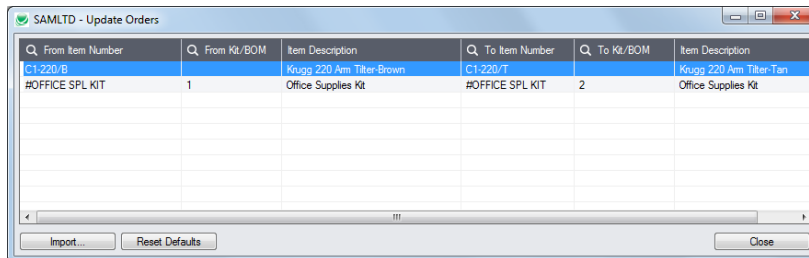 SAMLTD - Update Orders
From Item Number From Kit/BOM Item Description To Item Number To Kit/BOM Item Description
C1-220/B Krugg 220 Arm Tilter-Brown C1-220/T Krugg 220 Arm Tilter-Tan
#OFFICE SPL KIT 1 Office Supplies Kit #OFFICE SPL KIT 2 Office Supplies Kit
Import... Reset Defaults Close